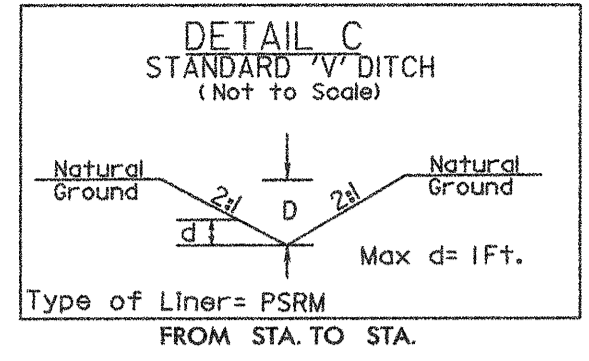 DETAIL C
STANDARD 'V' DITCH
(Not to Scale)
Natural
Ground
2:1
D
2:1
Natural
Ground
d
Max d= 1Ft.
Type of Liner= PSRM
FROM STA. TO STA.